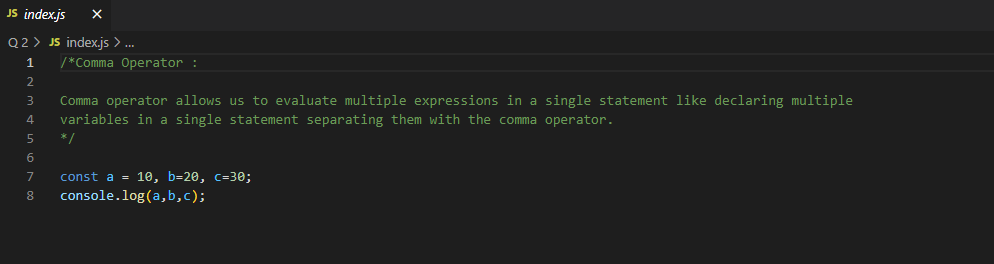 JS index.js ×
Q 2 > JS index.js > ...
1 /*Comma Operator :
2
3 Comma operator allows us to evaluate multiple expressions in a single statement like declaring multiple
4 variables in a single statement separating them with the comma operator.
5 */
6
7 const a = 10, b=20, c=30;
8 console.log(a,b,c);